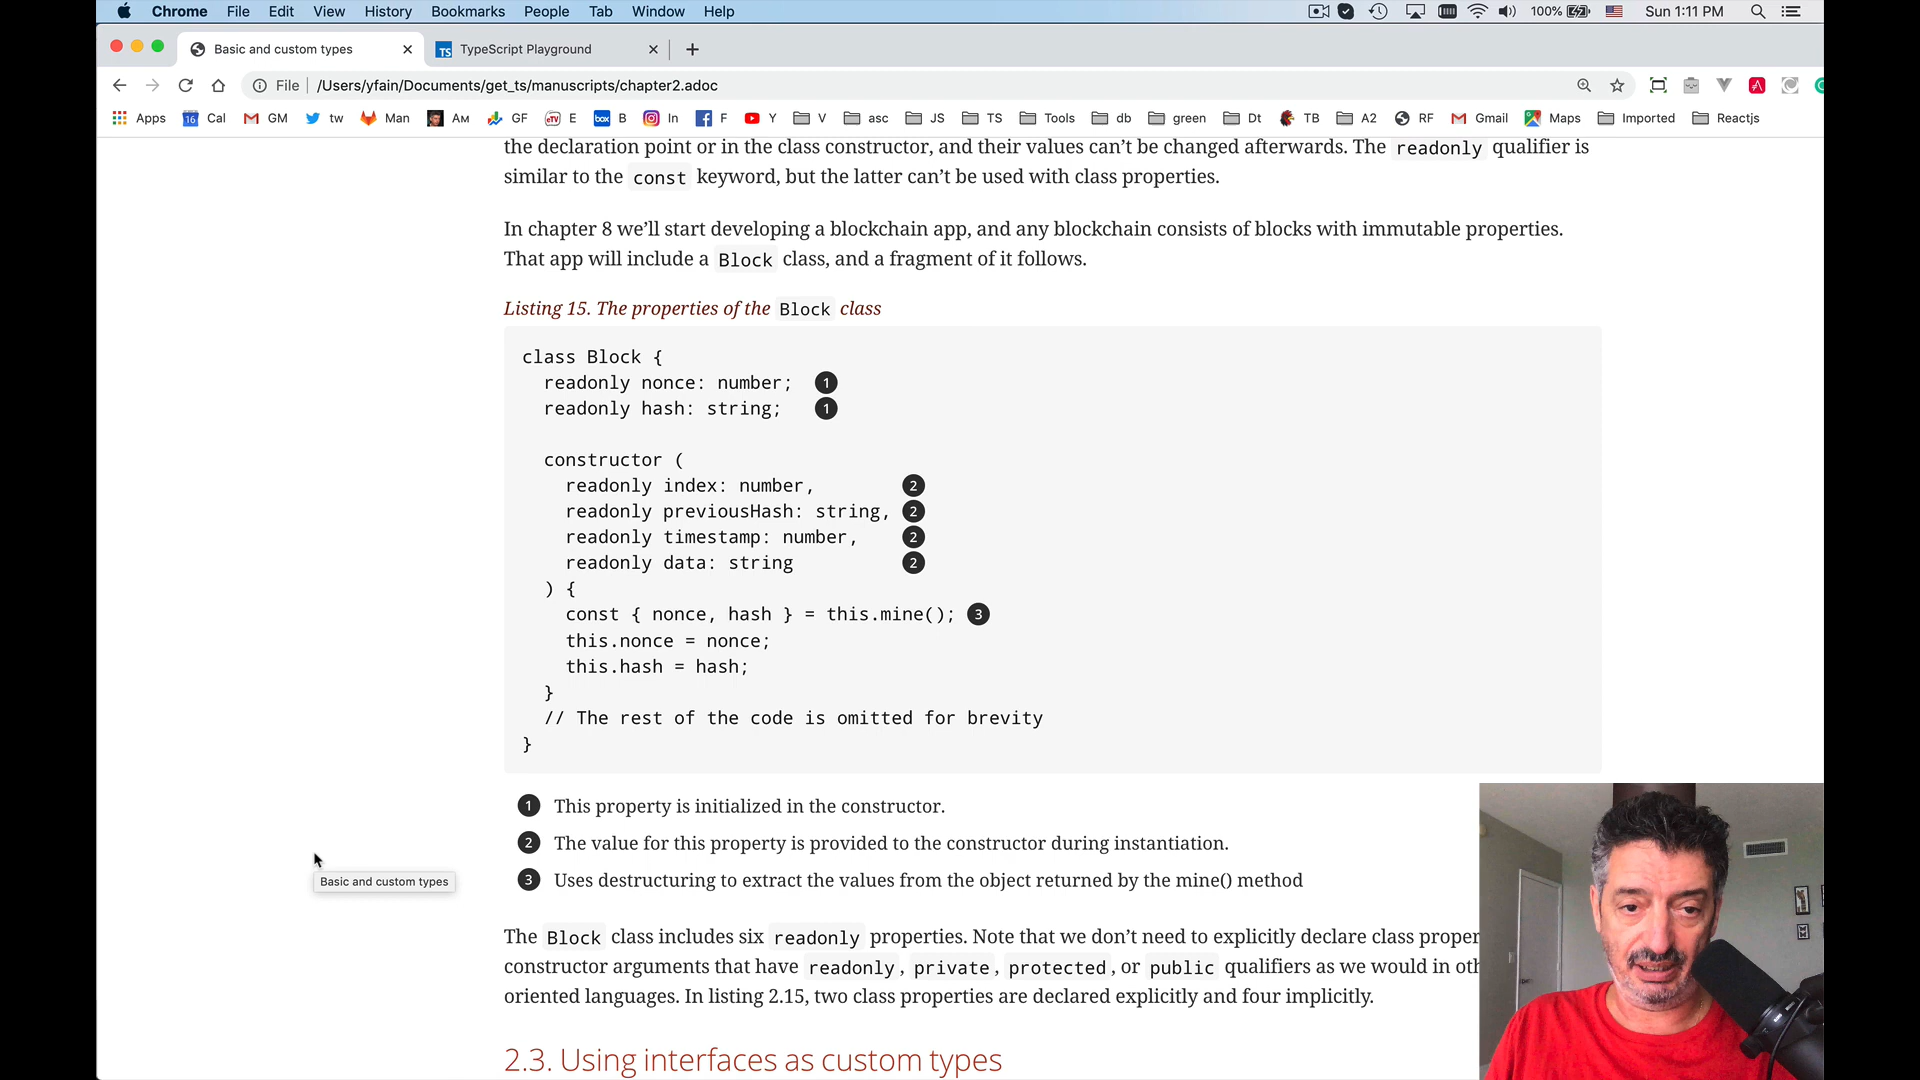 Chrome File Edit View History Bookmarks People Tab Window Help 100% Sun 1:11 PM
Basic and custom types TS TypeScript Playground
File /Users/yfain/Documents/get_ts/manuscripts/chapter2.adoc
Apps 16 Cal GM tw Man Ам GF eTV E box B In F Y V asc JS TS Tools db green Dt TB A2 RF Gmail Maps Imported Reactjs
the declaration point or in the class constructor, and their values can’t be changed afterwards. The readonly qualifier is
similar to the const keyword, but the latter can’t be used with class properties.
In chapter 8 we’ll start developing a blockchain app, and any blockchain consists of blocks with immutable properties.
That app will include a Block class, and a fragment of it follows.
Listing 15. The properties of the Block class
class Block {
readonly nonce: number; 1
readonly hash: string; 1
constructor (
readonly index: number, 2
readonly previousHash: string, 2
readonly timestamp: number, 2
readonly data: string 2
) {
const { nonce, hash } = this.mine(); 3
this.nonce = nonce;
this.hash = hash;
}
// The rest of the code is omitted for brevity
}
1 This property is initialized in the constructor.
2 The value for this property is provided to the constructor during instantiation.
3 Uses destructuring to extract the values from the object returned by the mine() method
Basic and custom types
The Block class includes six readonly properties. Note that we don’t need to explicitly declare class proper
constructor arguments that have readonly, private, protected, or public qualifiers as we would in oth
oriented languages. In listing 2.15, two class properties are declared explicitly and four implicitly.
2.3. Using interfaces as custom types